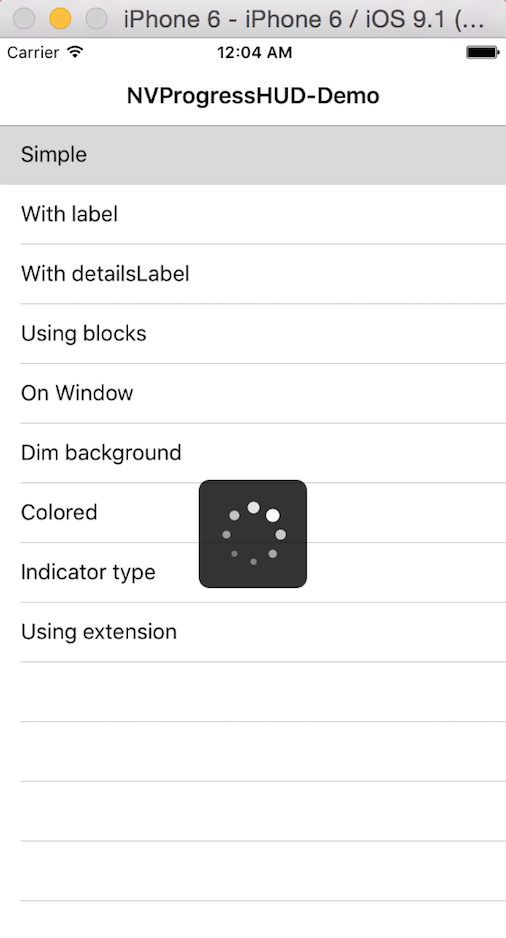 iPhone 6 - iPhone 6 / iOS 9.1 (...
Carrier 12:04 AM
NVProgressHUD-Demo
Simple
With label
With detailsLabel
Using blocks
On Window
Dim background
Colored
Indicator type
Using extension